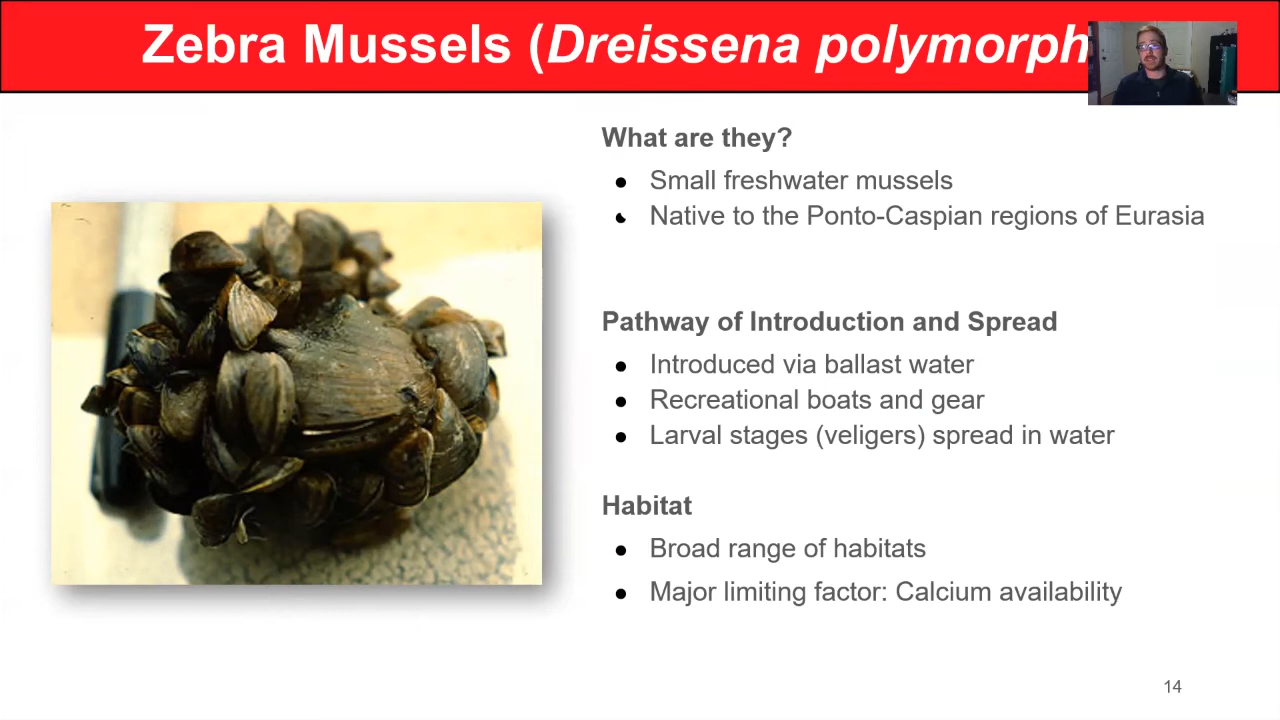 Zebra Mussels (Dreissena polymorph
What are they?
● Small freshwater mussels
● Native to the Ponto-Caspian regions of Eurasia
Pathway of Introduction and Spread
● Introduced via ballast water
● Recreational boats and gear
● Larval stages (veligers) spread in water
Habitat
● Broad range of habitats
● Major limiting factor: Calcium availability
14